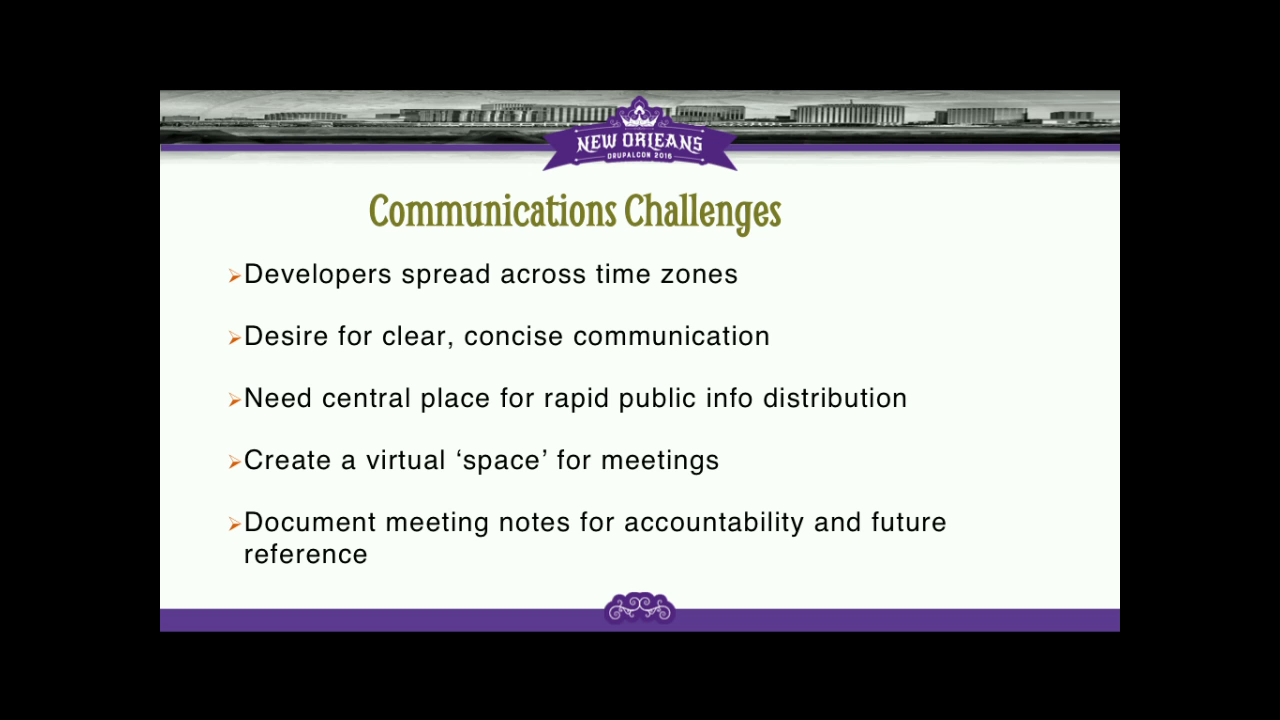 NEW ORLEANS
DRUPALCON 2016
Communications Challenges
➢Developers spread across time zones
➢Desire for clear, concise communication
➢Need central place for rapid public info distribution
➢Create a virtual ‘space’ for meetings
➢Document meeting notes for accountability and future
reference